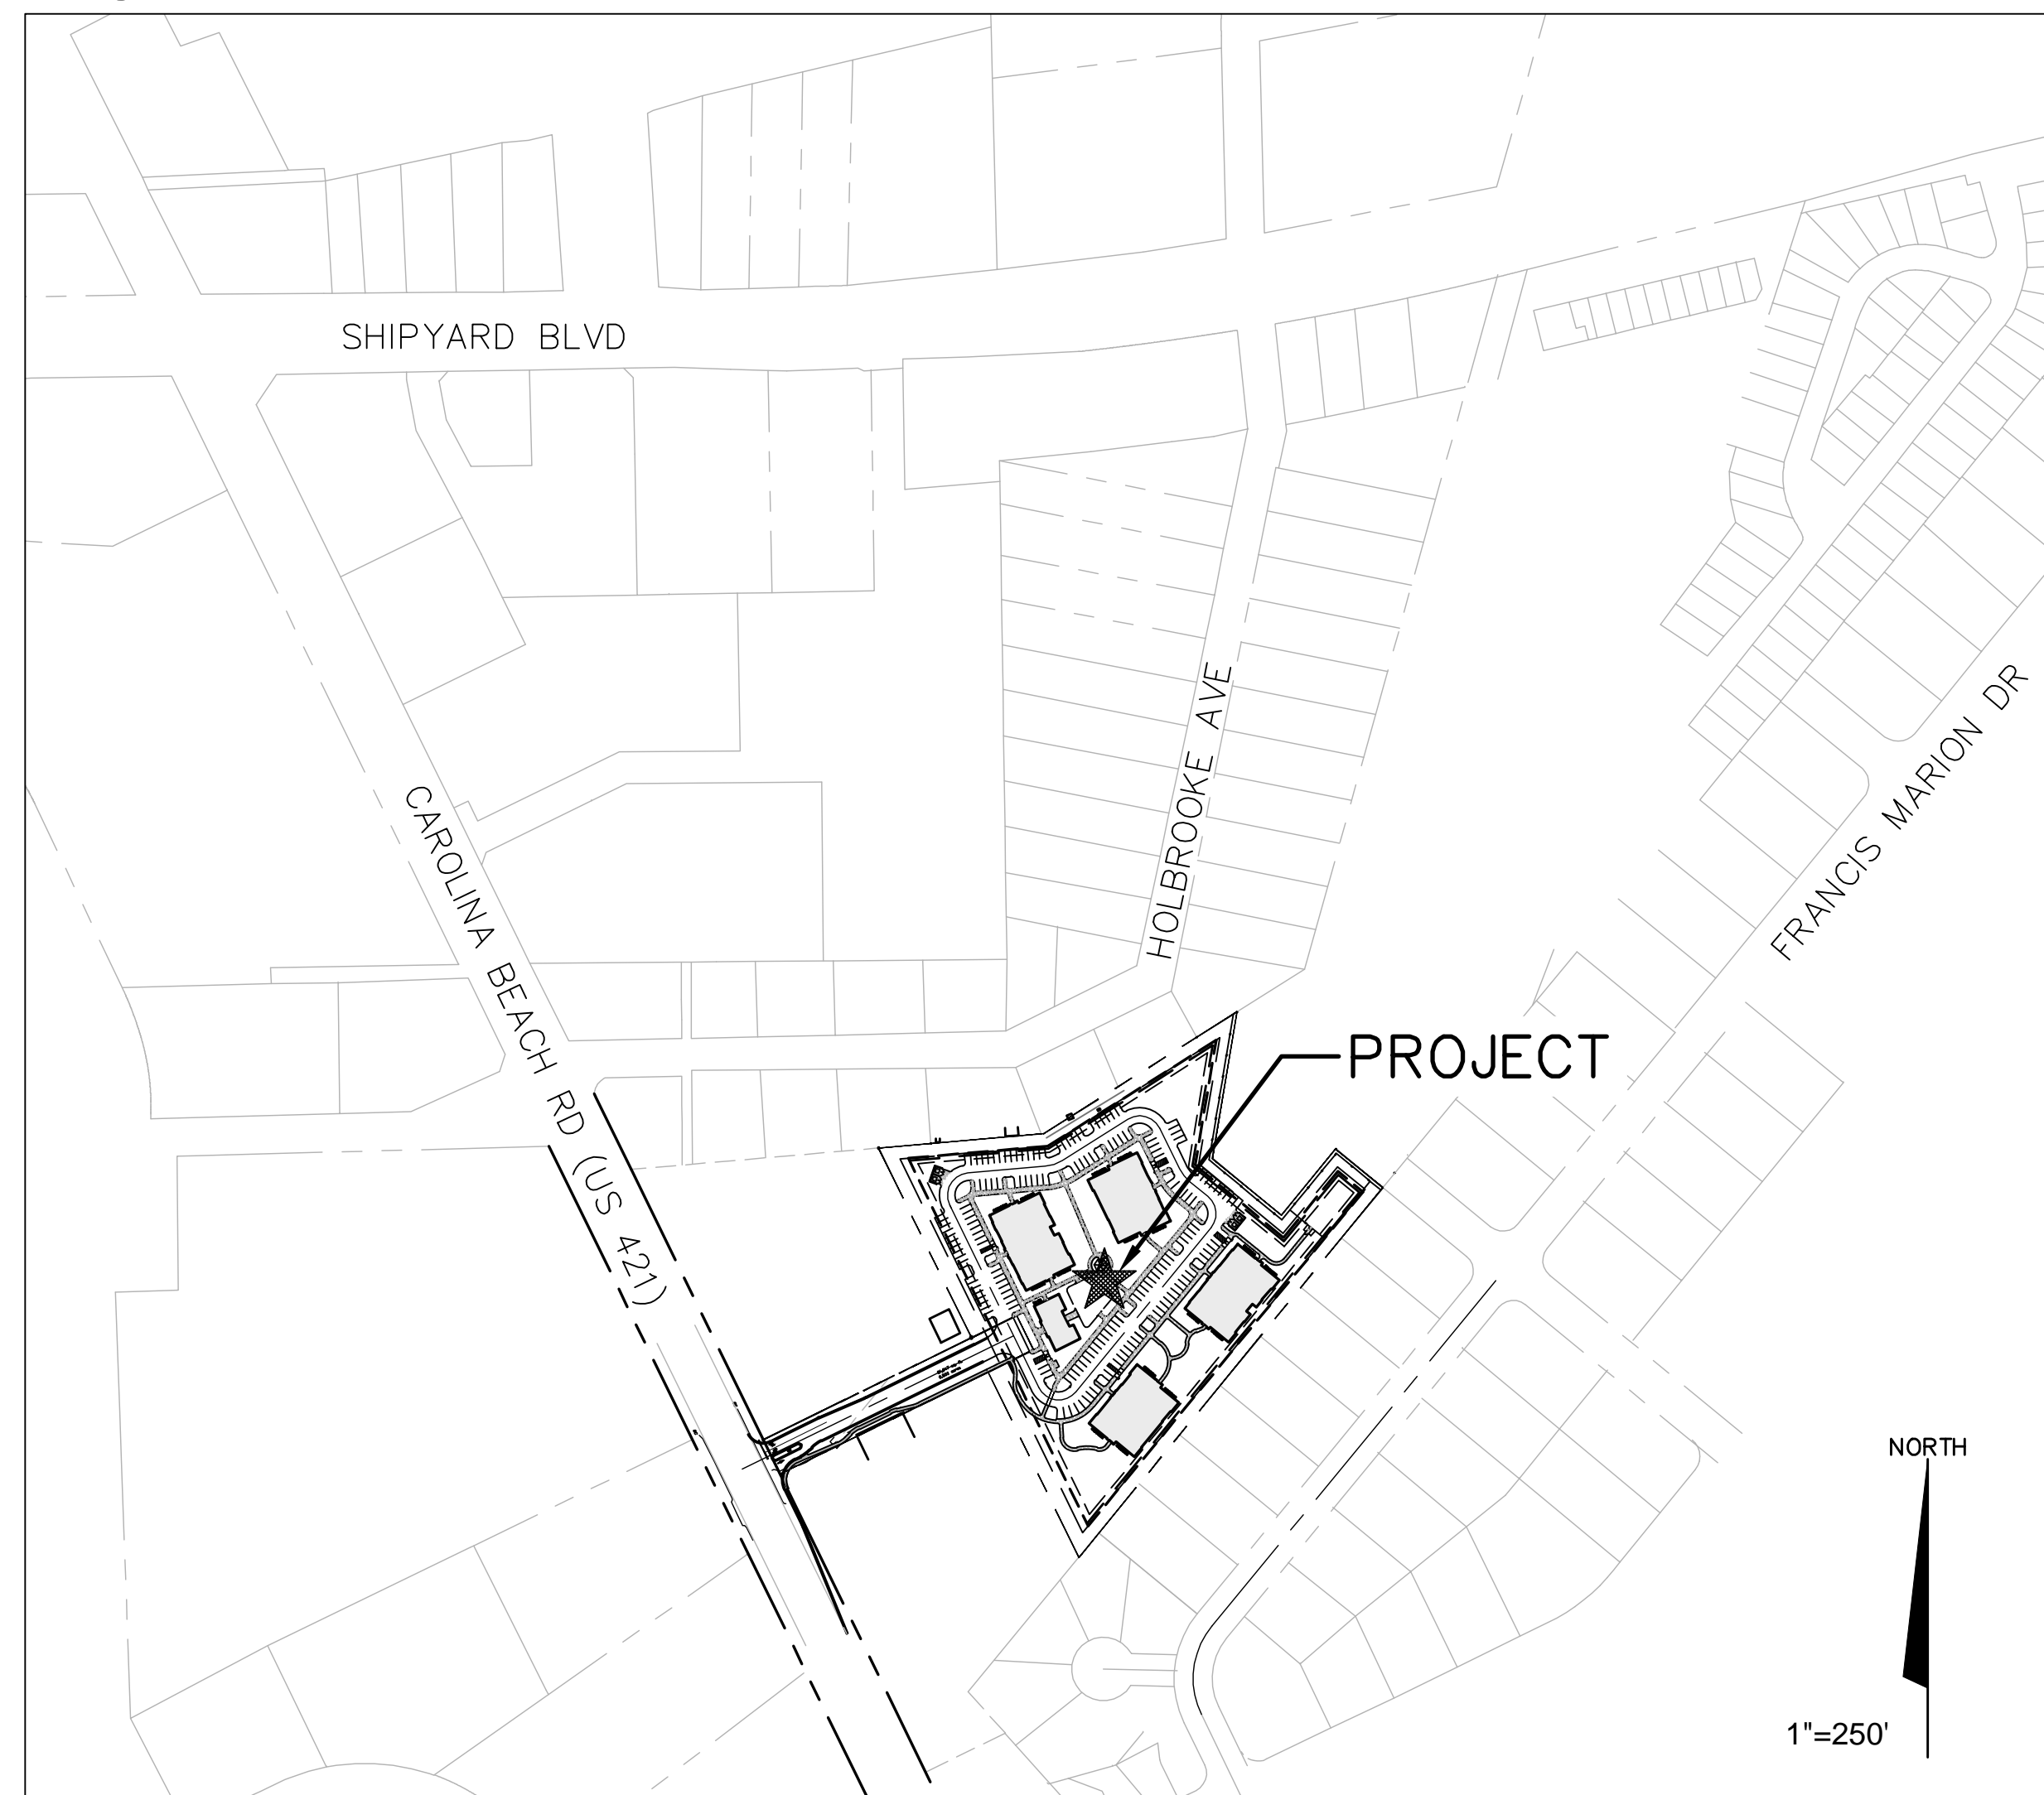 SHIPYARD BLVD
HOLBROOKE AVE
FRANCIS MARION DR
CAROLINA BEACH RD (US 421)
PROJECT
NORTH
1"=250'